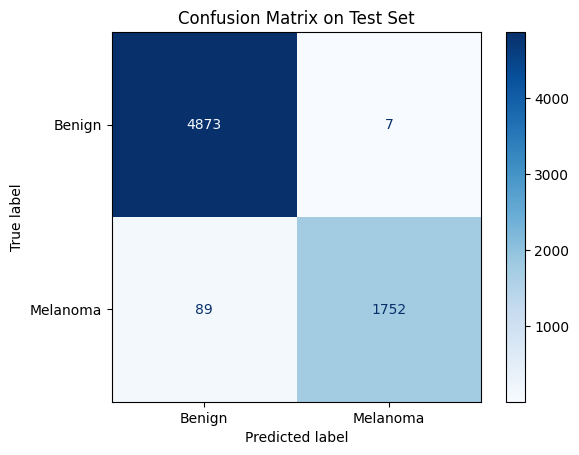 Confusion Matrix on Test Set
True label
Benign
Melanoma
4873 7
89 1752
Benign Melanoma
Predicted label
4000
3000
2000
1000